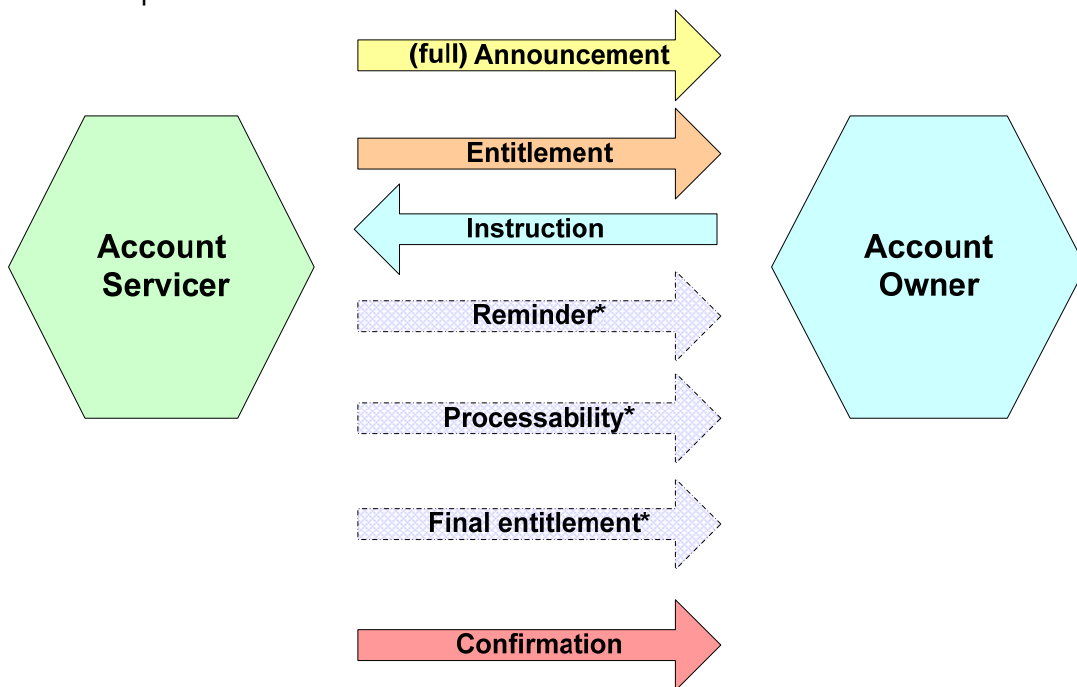 (full) Announcement
Entitlement
Instruction
Account
Servicer
Account
Owner
Reminder*
Processability*
Final entitlement*
Confirmation